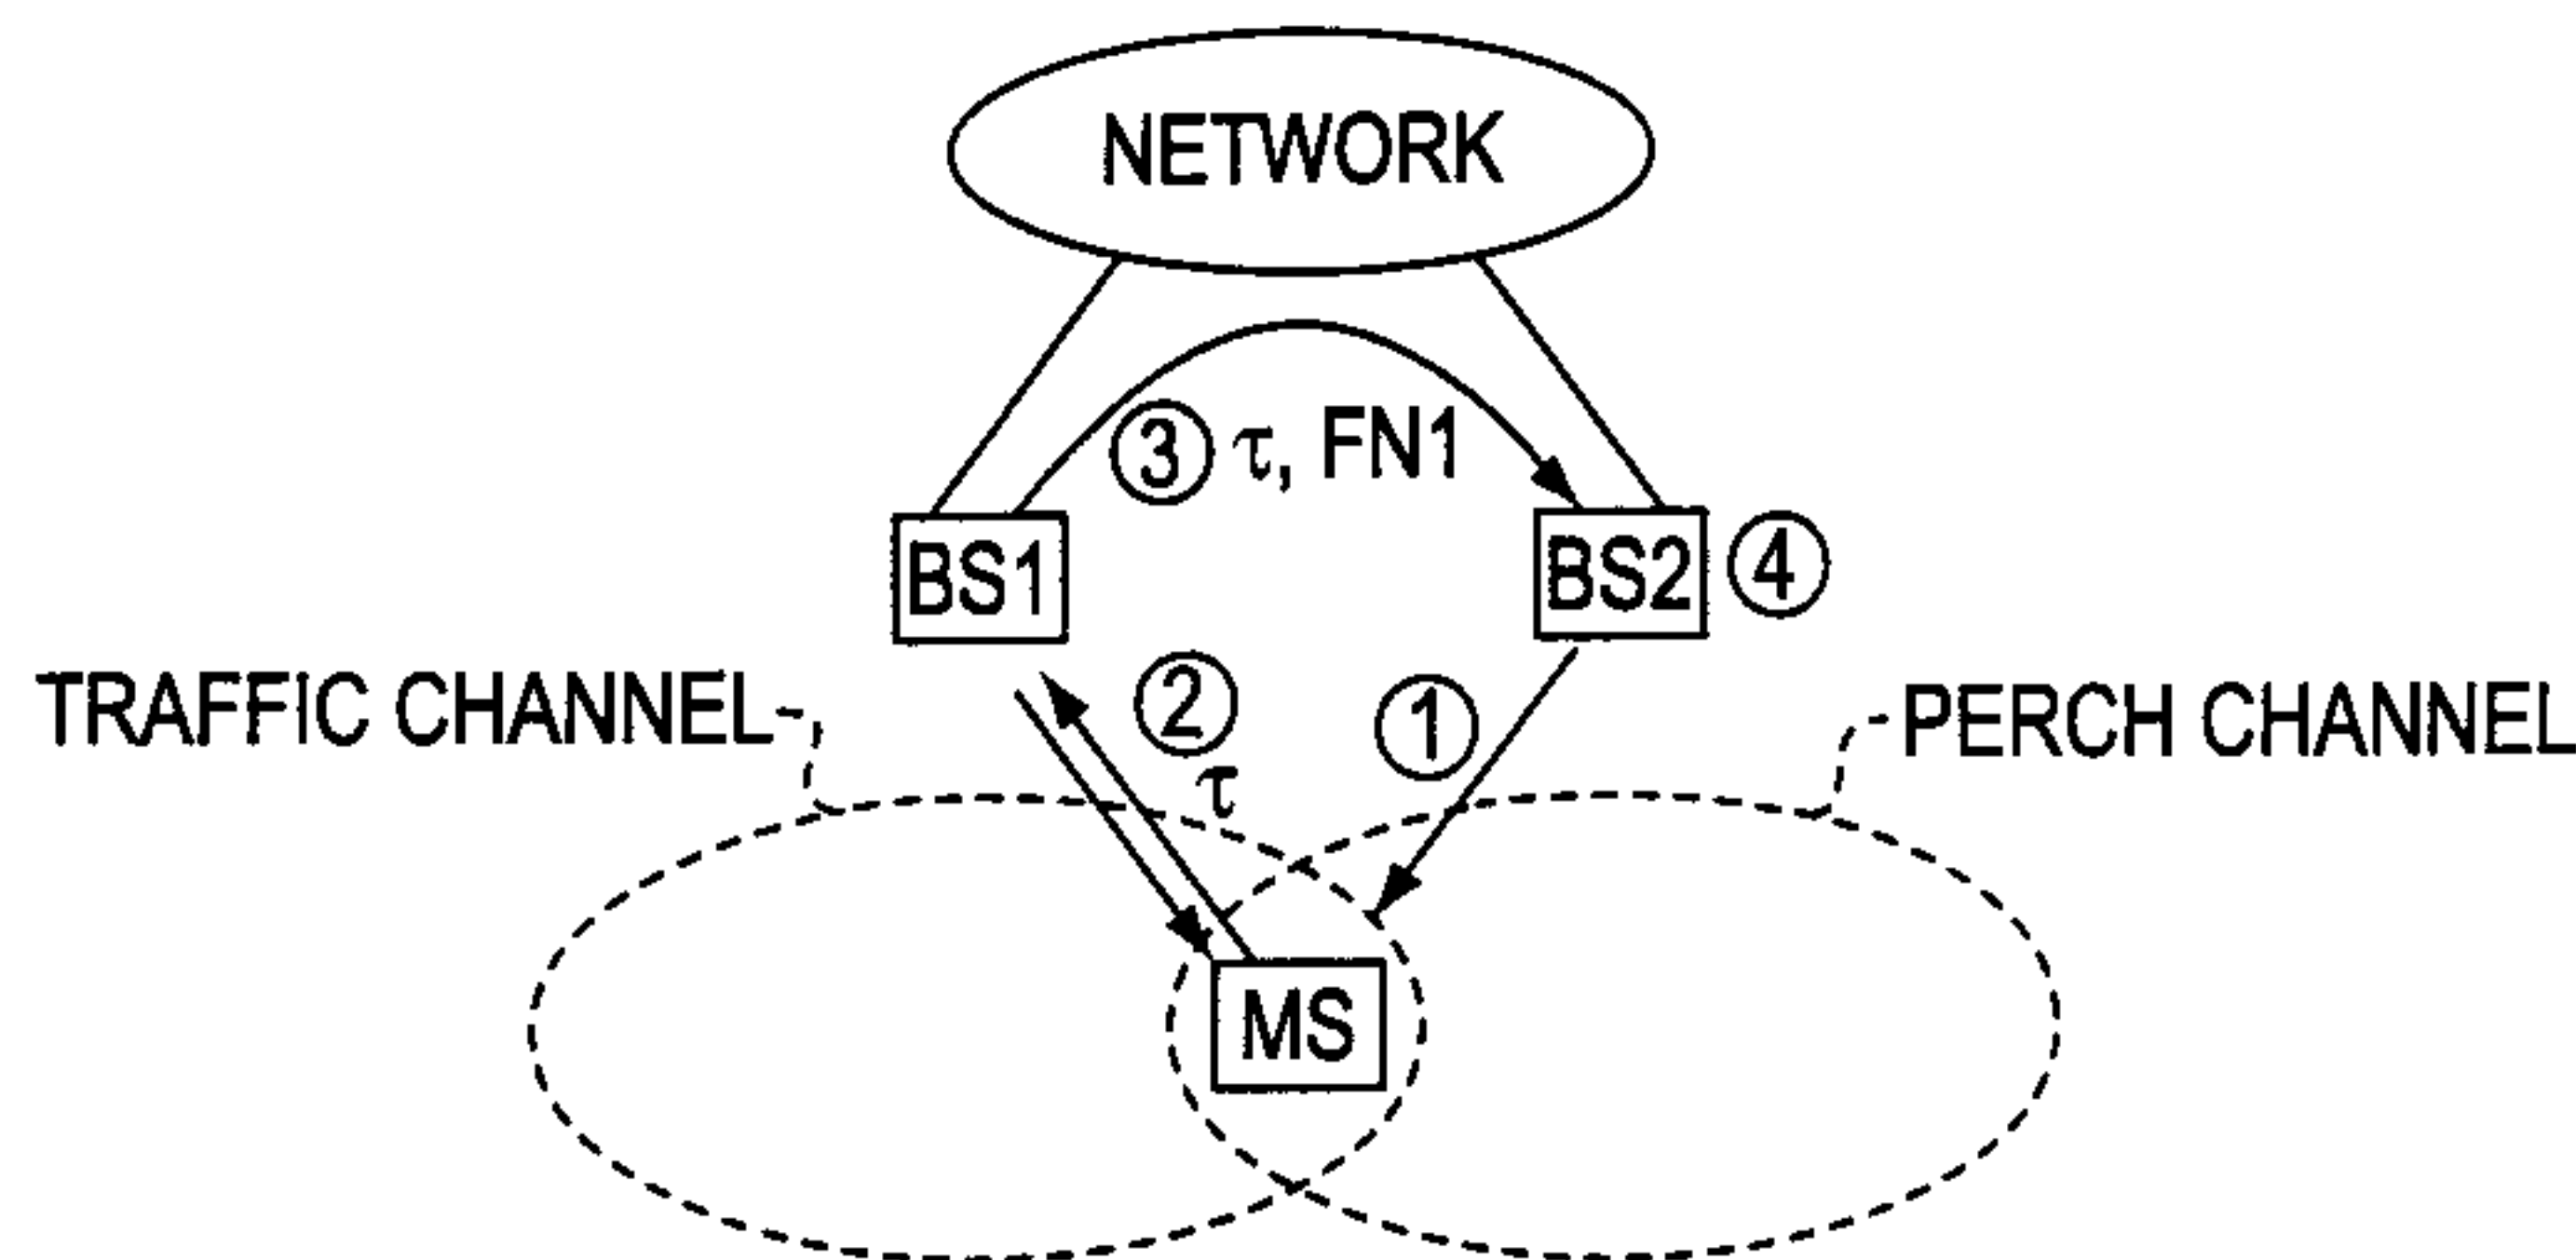 NETWORK
③ τ, FN1
BS1
BS2 ④
TRAFFIC CHANNEL
② τ
①
PERCH CHANNEL
MS